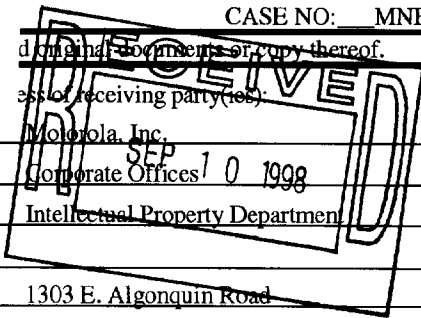 CASE NO:___MNE
d original documents or copy thereof.
RECEIVED
ess of receiving party(ies):
Motorola, Inc.
SEP 10 1998
Corporate Offices
Intellectual Property Department
1303 E. Algonquin Road